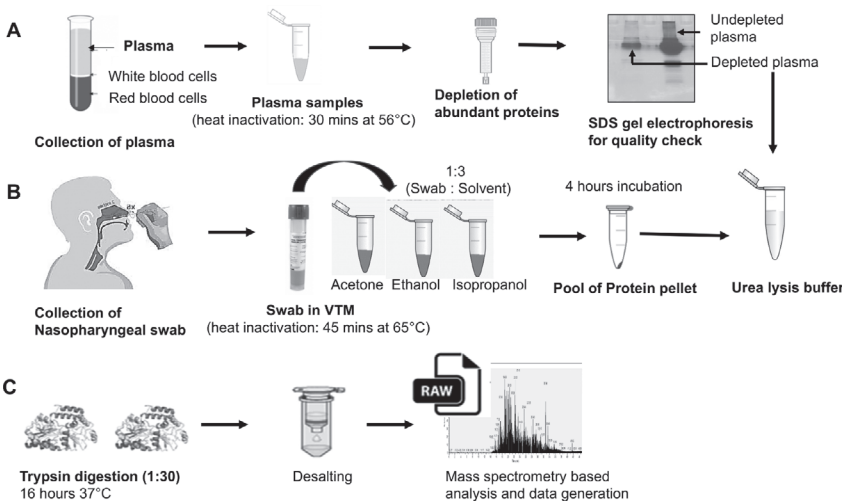 A
Plasma
White blood cells
Red blood cells
Collection of plasma
Plasma samples
(heat inactivation: 30 mins at 56°C)
Depletion of
abundant proteins
Undepleted
plasma
Depleted plasma
SDS gel electrophoresis
for quality check
B
Collection of
Nasopharyngeal swab
1:3
(Swab : Solvent)
Acetone Ethanol Isopropanol
Swab in VTM
(heat inactivation: 45 mins at 65°C)
4 hours incubation
Pool of Protein pellet
Urea lysis buffer
C
Trypsin digestion (1:30)
16 hours 37°C
Desalting
RAW
Mass spectrometry based
analysis and data generation